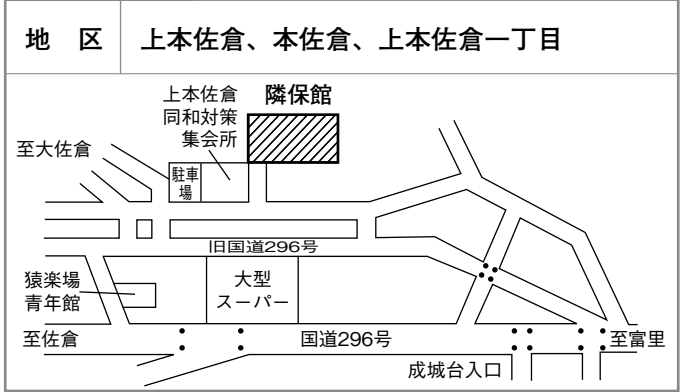 地　区
上本佐倉、本佐倉、上本佐倉一丁目
上本佐倉
同和対策
集会所
隣保館
至大佐倉
駐車
場
旧国道296号
猿楽場
青年館
大型
スーパー
至佐倉
国道296号
至富里
成城台入口